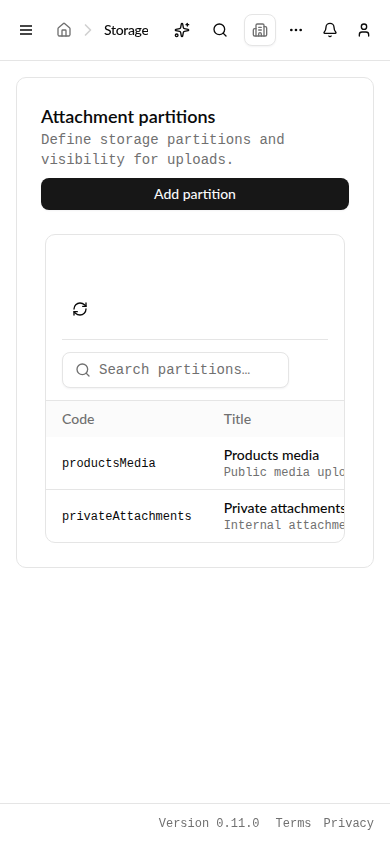 Storage
Attachment partitions
Define storage partitions and
visibility for uploads.
Add partition
Search partitions…
Code Title
productsMedia Products media
Public media uplo
privateAttachments Private attachments
Internal attachme
Version 0.11.0 Terms Privacy